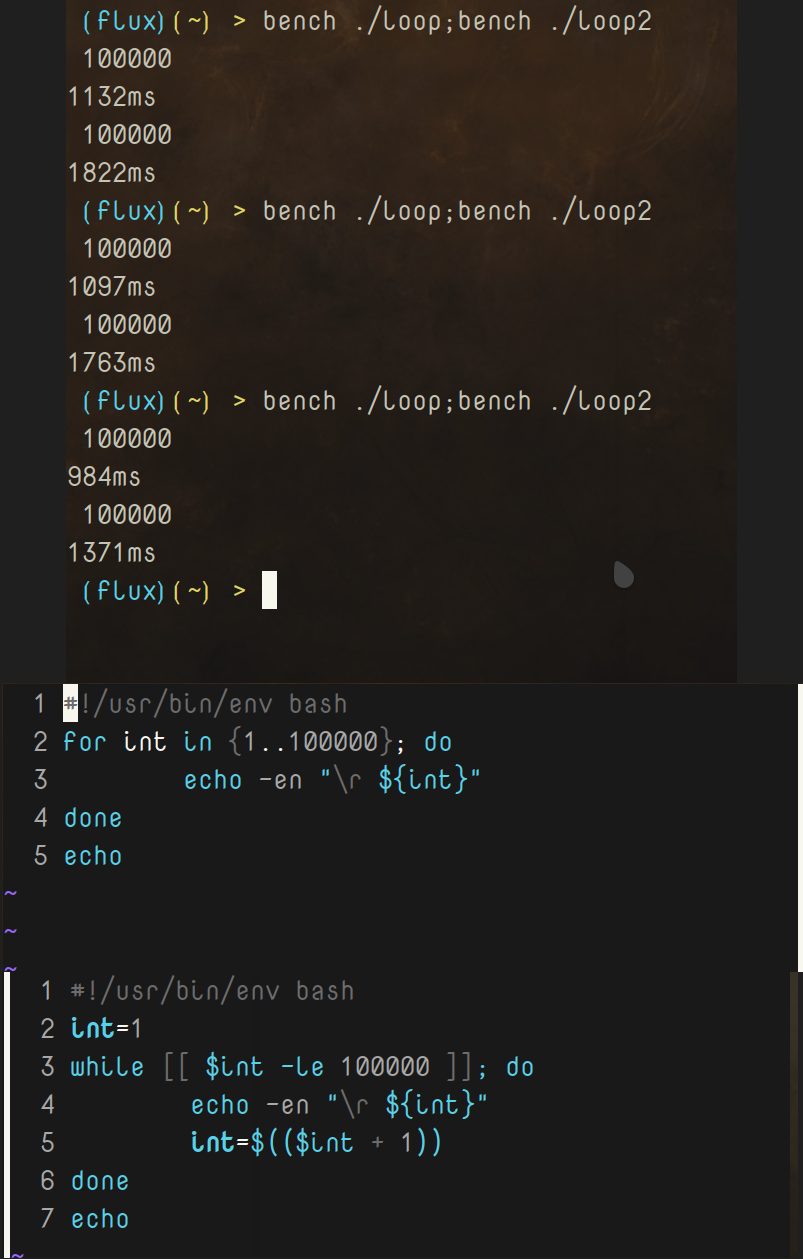 (flux)(~) > bench ./loop;bench ./loop2
100000
1132ms
100000
1822ms
(flux)(~) > bench ./loop;bench ./loop2
100000
1097ms
100000
1763ms
(flux)(~) > bench ./loop;bench ./loop2
100000
984ms
100000
1371ms
(flux)(~) >
1 #!/usr/bin/env bash
2 for int in {1..100000}; do
3         echo -en "\r ${int}"
4 done
5 echo
~
~
~
1 #!/usr/bin/env bash
2 int=1
3 while [[ $int -le 100000 ]]; do
4         echo -en "\r ${int}"
5         int=$(($int + 1))
6 done
7 echo
~